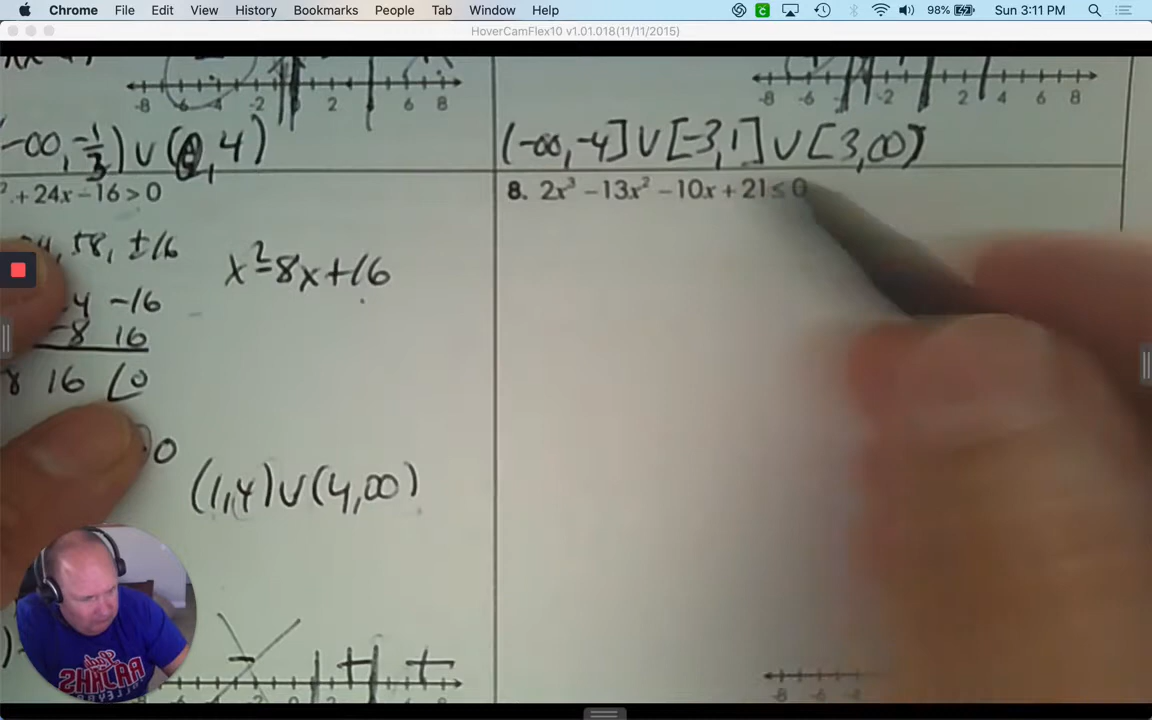 Chrome File Edit View History Bookmarks People Tab Window Help 98% Sun 3:11 PM
HoverCamFlex10 v1.01.018(11/11/2015)
-8 -4 -2 2 6 8
-8 -6 -2 2 4 6 8
-∞, -1/3) ∪ (0, 4)
(-∞, -4] ∪ [-3, 1] ∪ [3, ∞)
² + 24x - 16 > 0
8. 2x³ - 13x² - 10x + 21 ≤ 0
±8, ±16
x² - 8x + 16
4 -16
-8 16
8 16 0
0
(1, 4) ∪ (4, ∞)
- + +
-8 -6